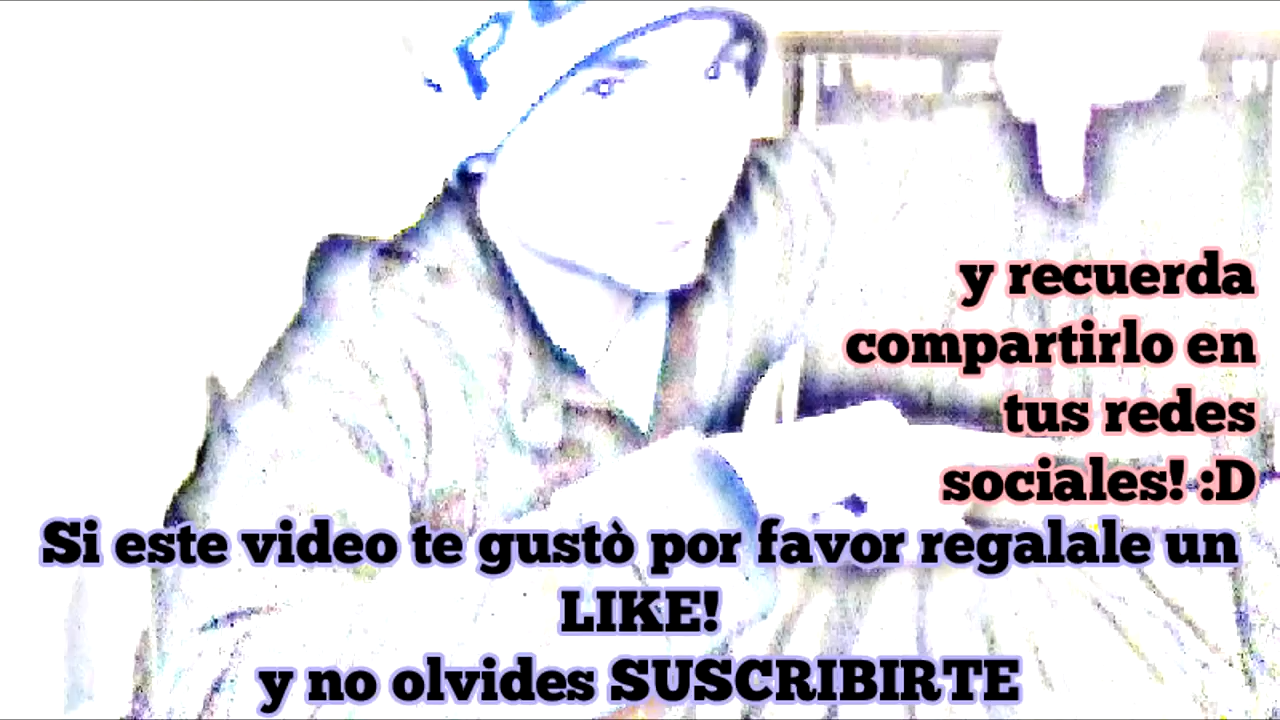 y recuerda
compartirlo en
tus redes
sociales! :D
Si este video te gustò por favor regalale un
LIKE!
y no olvides SUSCRIBIRTE